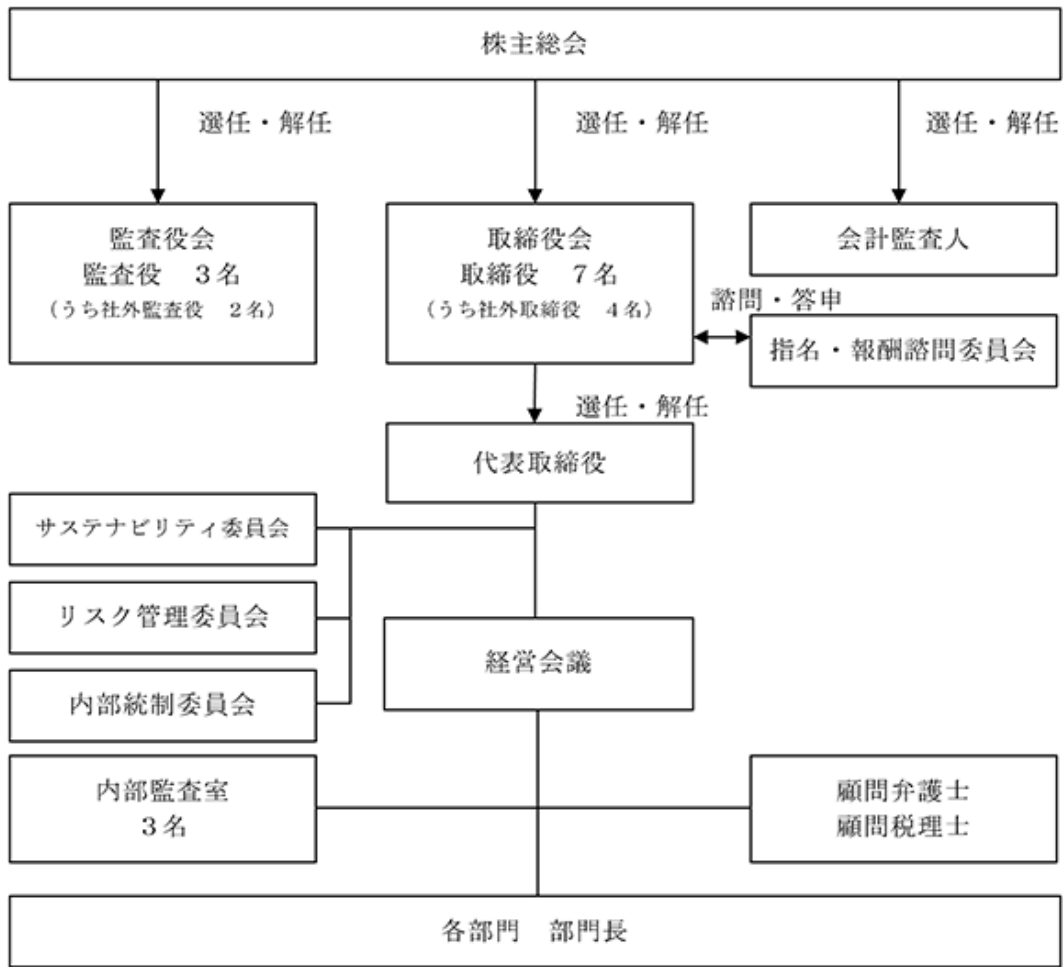 株主総会
選任・解任
選任・解任
選任・解任
監査役会
監査役　3名
（うち社外監査役　2名）
取締役会
取締役　7名
（うち社外取締役　4名）
会計監査人
諮問・答申
指名・報酬諮問委員会
選任・解任
代表取締役
サステナビリティ委員会
リスク管理委員会
経営会議
内部統制委員会
内部監査室
3名
顧問弁護士
顧問税理士
各部門　部門長